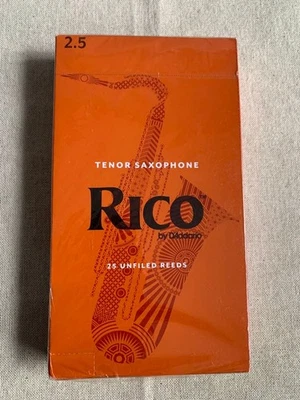 2.5
TENOR SAXOPHONE
RICO
by D'Addario
25 UNFILED REEDS